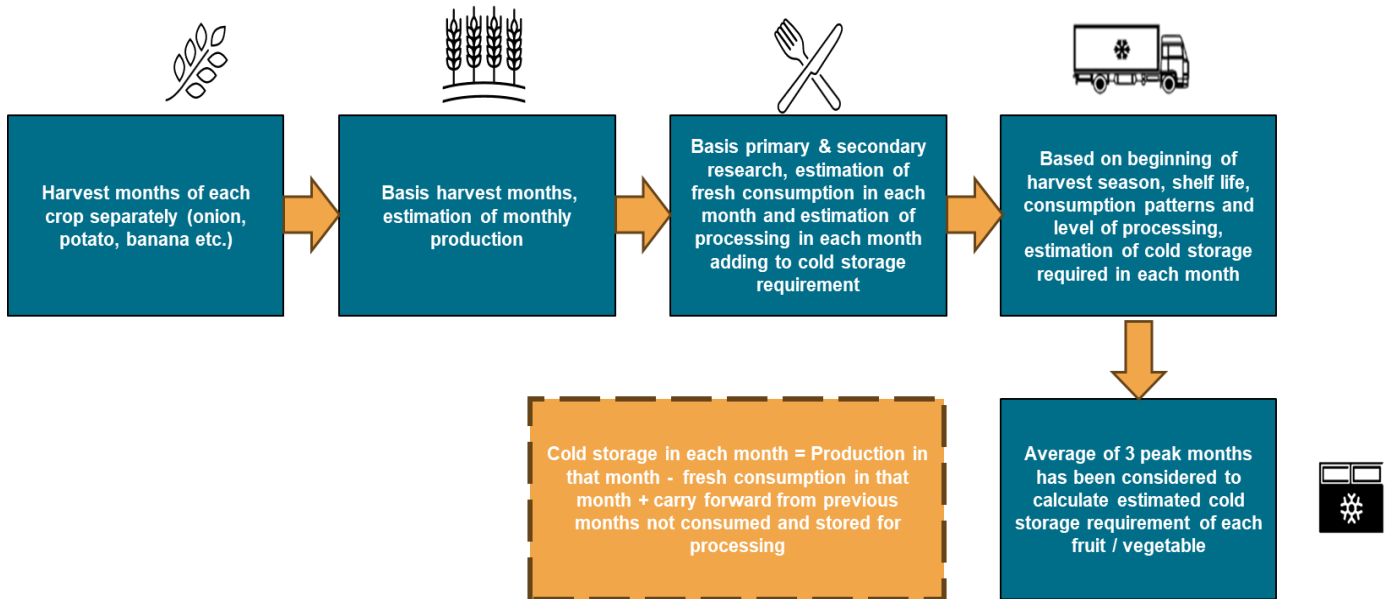 Harvest months of each
crop separately (onion,
potato, banana etc.)
Basis harvest months,
estimation of monthly
production
Basis primary & secondary
research, estimation of
fresh consumption in each
month and estimation of
processing in each month
adding to cold storage
requirement
Based on beginning of
harvest season, shelf life,
consumption patterns and
level of processing,
estimation of cold storage
required in each month
Cold storage in each month = Production in
that month - fresh consumption in that
month + carry forward from previous
months not consumed and stored for
processing
Average of 3 peak months
has been considered to
calculate estimated cold
storage requirement of each
fruit / vegetable